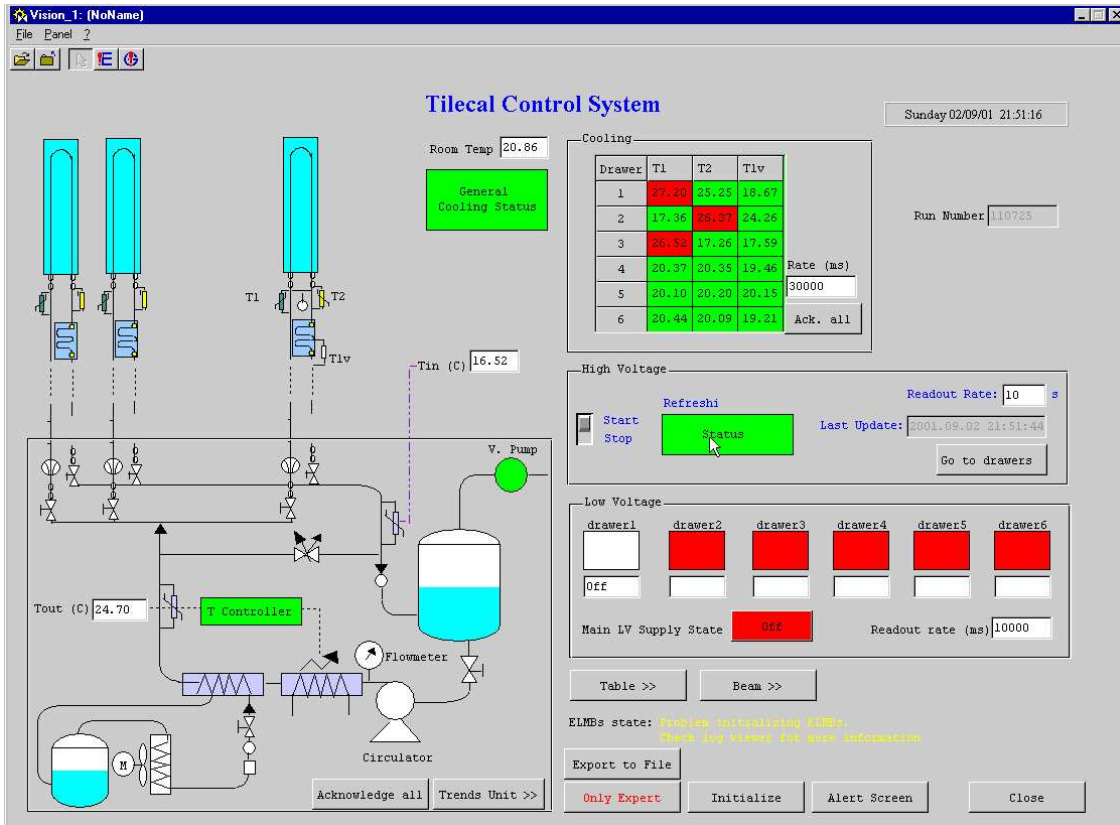 Vision_1: (NoName)
File Panel ?
Tilecal Control System
Sunday 02/09/01 21:51:16
Room Temp 20.86
General
Cooling Status
Cooling
Drawer T1 T2 T1v
1 27.20 25.25 18.67
2 17.36 26.37 24.26
3 26.52 17.26 17.59
4 20.37 20.35 19.46
5 20.10 20.20 20.15
6 20.44 20.09 19.21
Rate (ms)
30000
Ack. all
Run Number 110725
T1 T2
T1v
Tin (C) 16.52
High Voltage
Readout Rate: 10 s
Refreshi
Start
Stop
Status
Last Update: 2001.09.02 21:51:44
Go to drawers
V. Pump
Low Voltage
drawer1 drawer2 drawer3 drawer4 drawer5 drawer6
Off
Main LV Supply State Off Readout rate (ms) 10000
Tout (C) 24.70
T Controller
Flowmeter
Circulator
M
Acknowledge all Trends Unit >>
Table >> Beam >>
ELMBs state: Problem initializing ELMBs.
Check log viewer for more information
Export to File
Only Expert Initialize Alert Screen Close